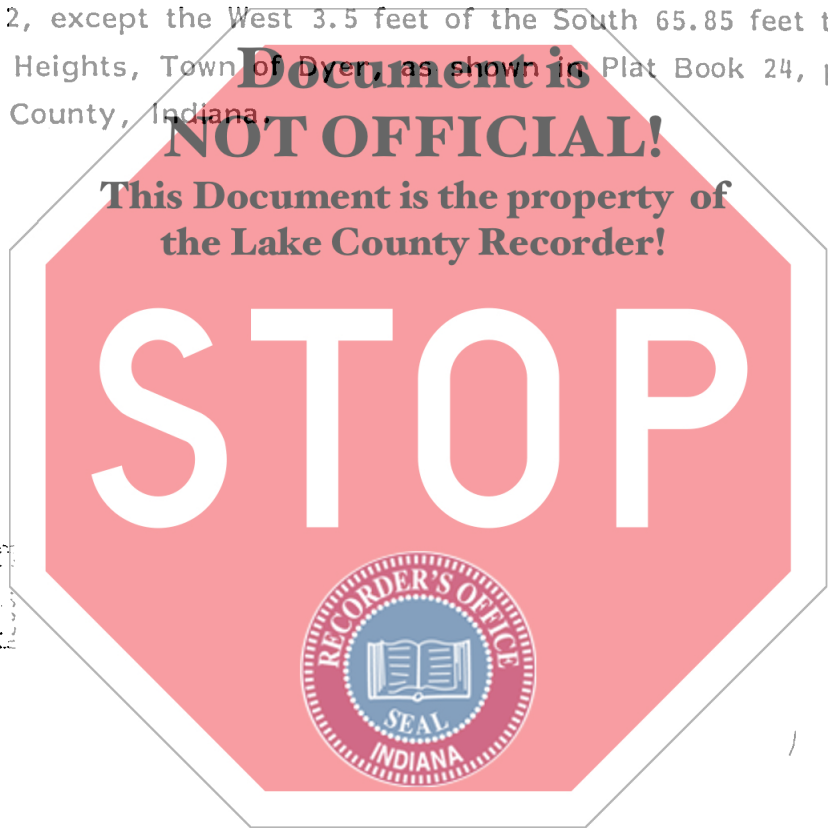 2, except the West 3.5 feet of the South 65.85 feet
Heights, Town of Dyer, as shown in Plat Book 24,
County, Indiana.
Document is
NOT OFFICIAL!
This Document is the property of
the Lake County Recorder!
STOP
RECORDER'S OFFICE
SEAL
INDIANA